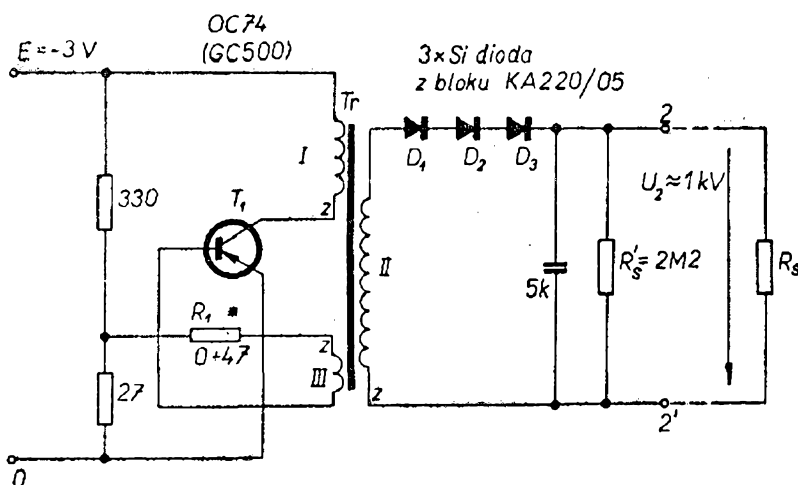 OC74
(GC500)
E = -3 V
3×Si dioda
z bloku KA220/05
Tr
I
2
D₁
D₂
D₃
U₂≈1kV
330
z
T₁
II
5k
R'ₛ= 2M2
Rₛ
R₁ *
0÷47
z
III
27
z
2'
0